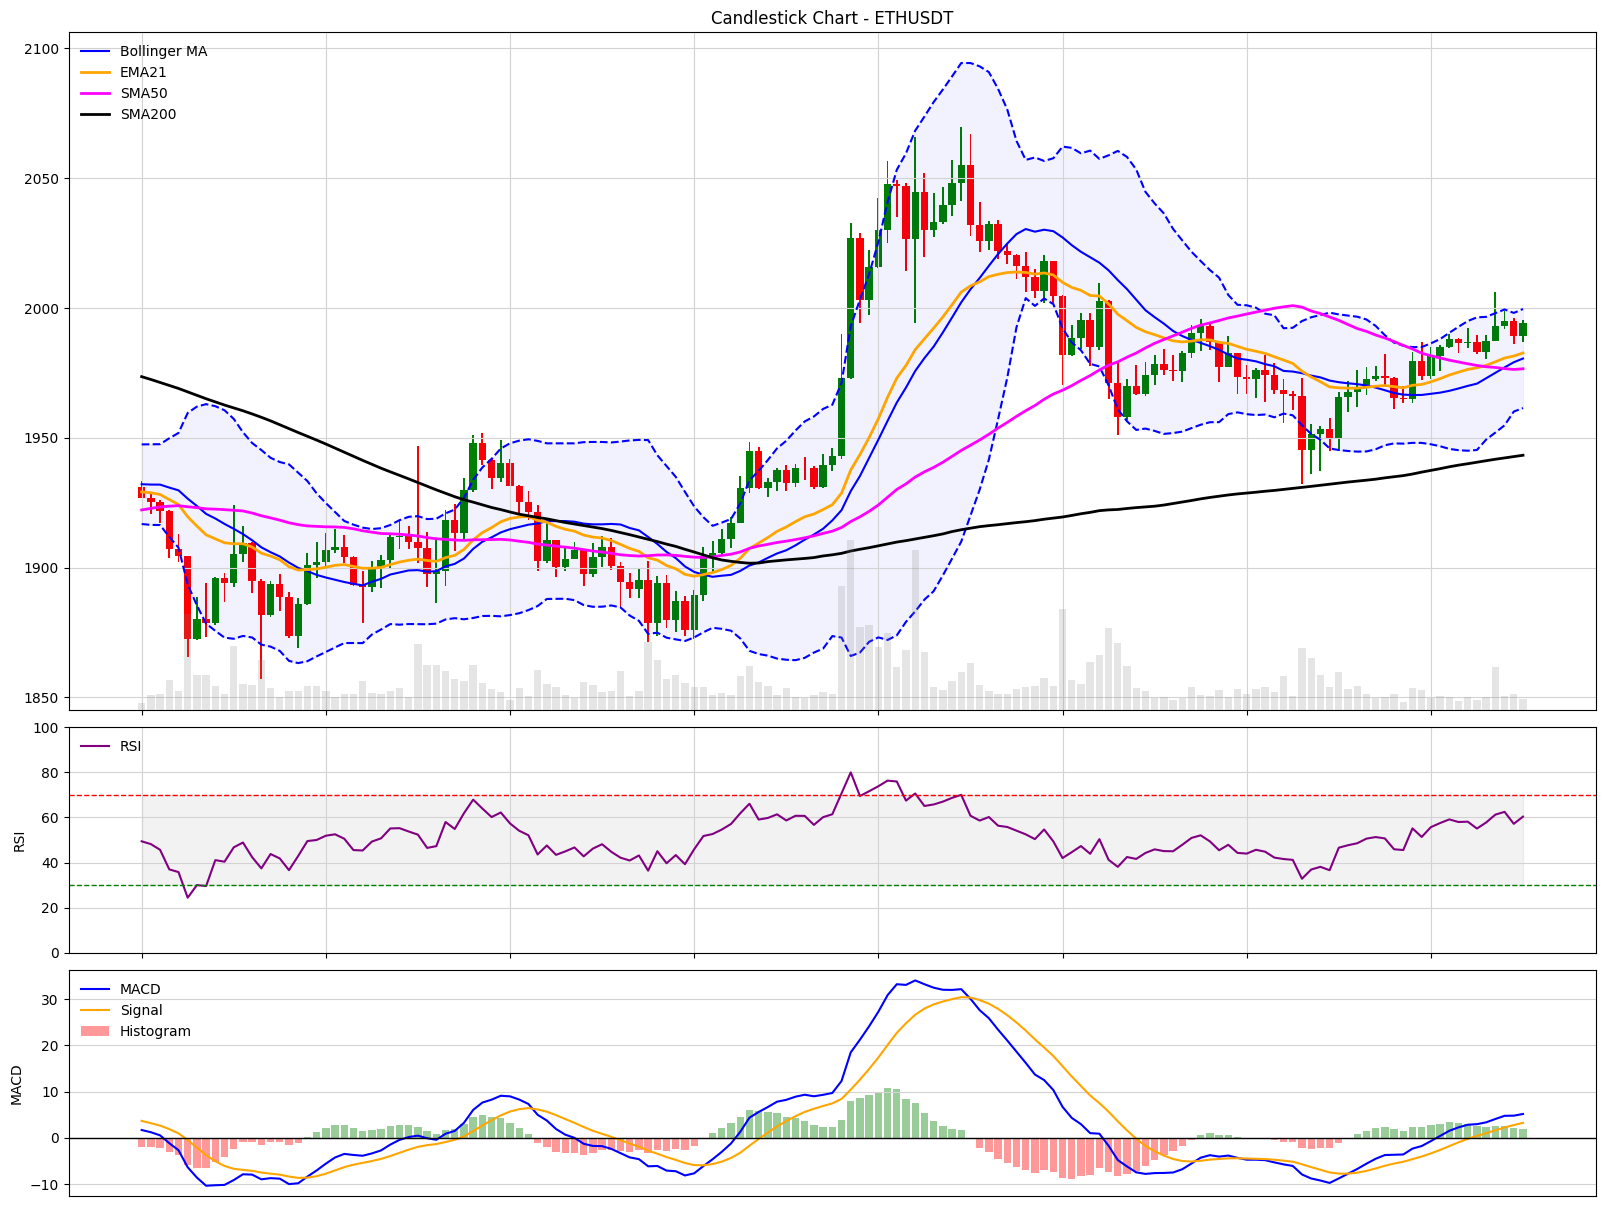 Candlestick Chart - ETHUSDT
Bollinger MA
EMA21
SMA50
SMA200
2100
2050
2000
1950
1900
1850
RSI
100
80
60
40
20
0
RSI
MACD
Signal
Histogram
30
20
10
0
−10
MACD